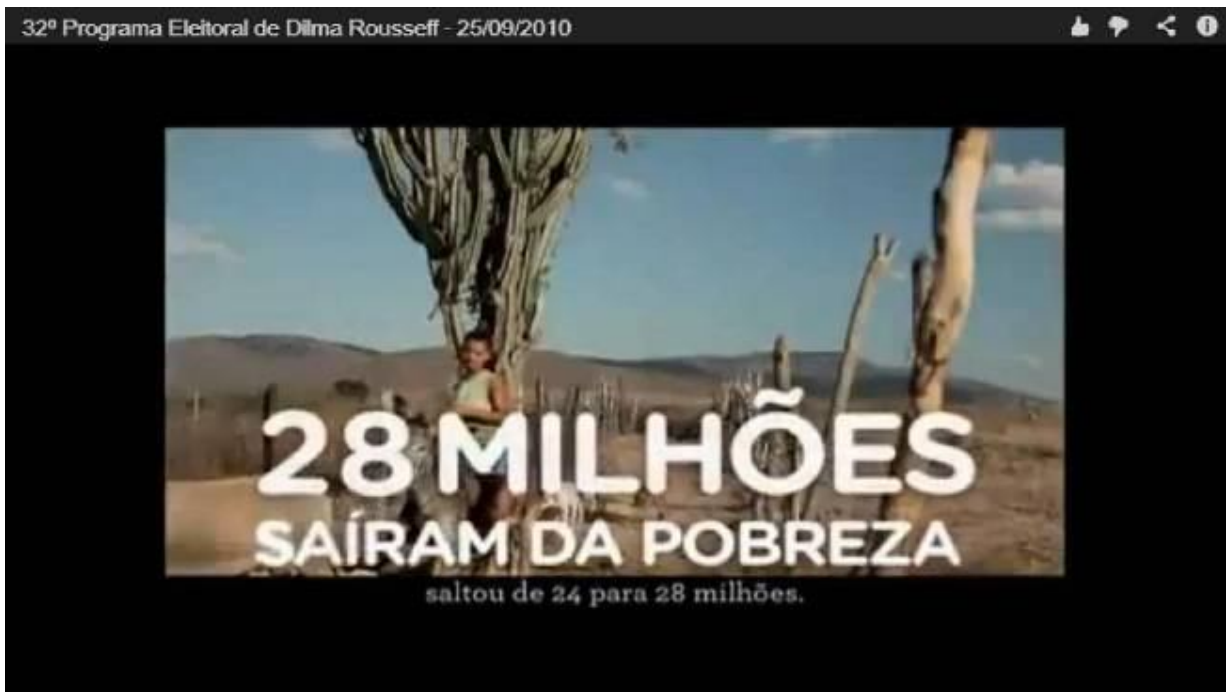 32º Programa Eleitoral de Dilma Rousseff - 25/09/2010
28 MILHÕES
SAÍRAM DA POBREZA
saltou de 24 para 28 milhões.